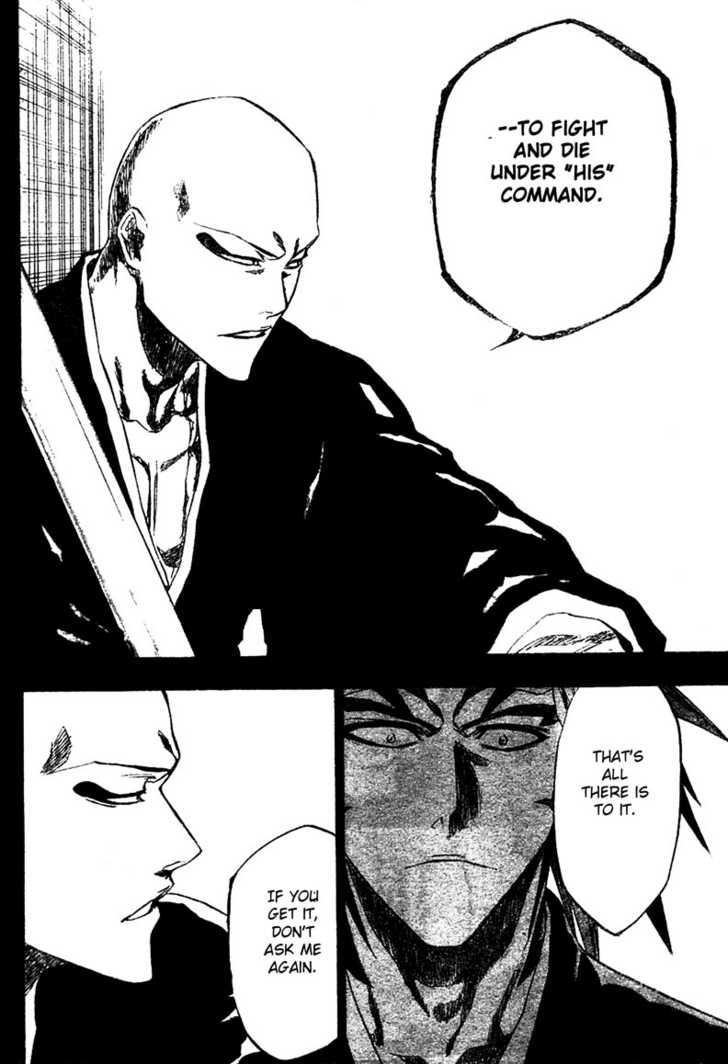 --TO FIGHT
AND DIE
UNDER "HIS"
COMMAND.
THAT'S
ALL
THERE IS
TO IT.
IF YOU
GET IT,
DON'T
ASK ME
AGAIN.